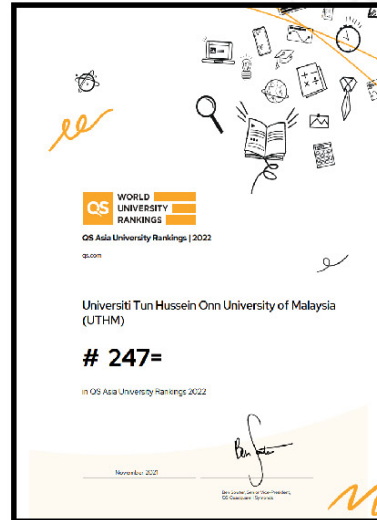 QS
WORLD
UNIVERSITY
RANKINGS
QS Asia University Rankings | 2022
qs.com
Universiti Tun Hussein Onn University of Malaysia
(UTHM)
# 247=
in QS Asia University Rankings 2022
November 2021